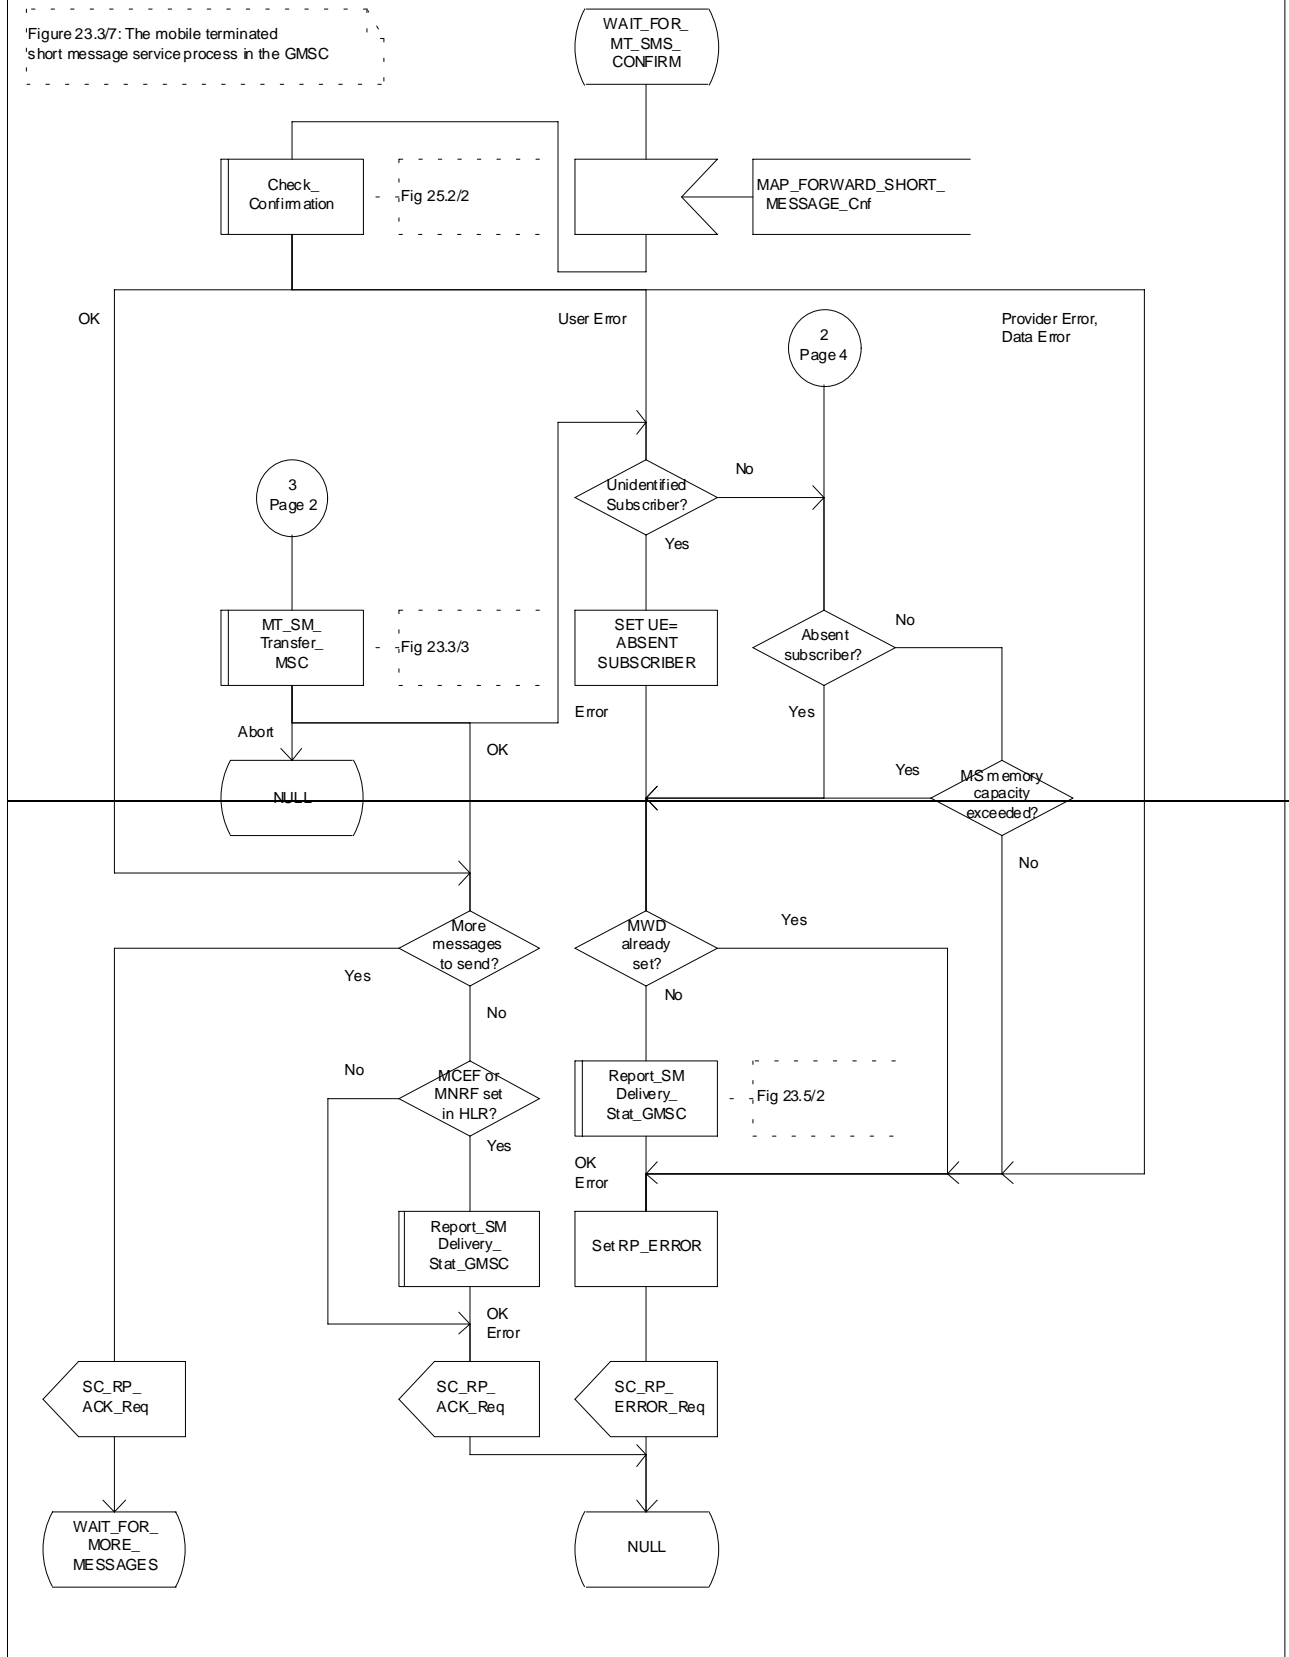 Figure 23.3/7: The mobile terminated
short message service process in the GMSC
WAIT_FOR_
MT_SMS_
CONFIRM
Check_
Confirmation
Fig 25.2/2
MAP_FORWARD_SHORT_
MESSAGE_Cnf
OK
User Error
Provider Error,
Data Error
2
Page 4
3
Page 2
Unidentified
Subscriber?
No
Yes
MT_SM_
Transfer_
MSC
Fig 23.3/3
SET UE=
ABSENT
SUBSCRIBER
Absent
subscriber?
No
Error
Yes
Abort
OK
NULL
Yes
MS memory
capacity
exceeded?
No
More
messages
to send?
Yes
No
MWD
already
set?
Yes
No
No
MCEF or
MNRF set
in HLR?
Yes
Report_SM
Delivery_
Stat_GMSC
Fig 23.5/2
OK
Error
Report_SM
Delivery_
Stat_GMSC
Set RP_ERROR
OK
Error
SC_RP_
ACK_Req
SC_RP_
ACK_Req
SC_RP_
ERROR_Req
WAIT_FOR_
MORE_
MESSAGES
NULL